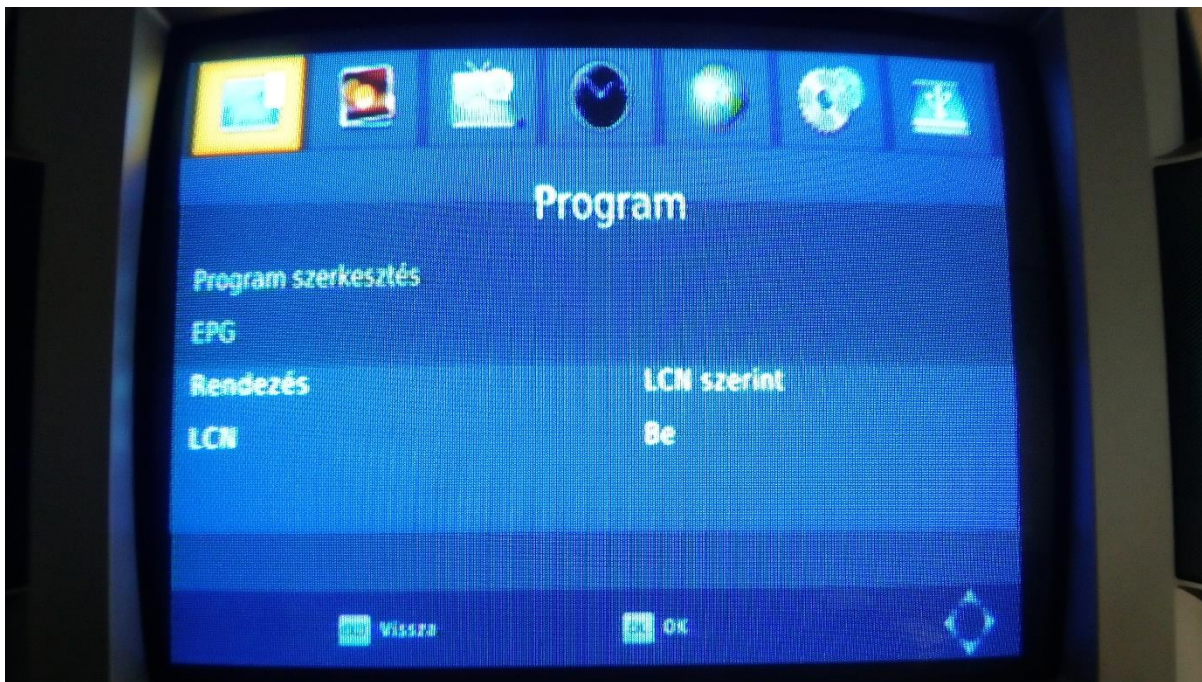 Program
Program szerkesztés
EPG
Rendezés LCN szerint
LCN Be
Vissza OK